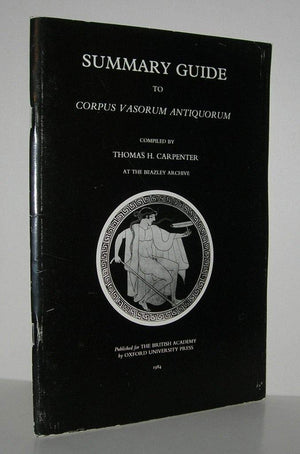 SUMMARY GUIDE
TO
CORPUS VASORUM ANTIQUORUM
COMPILED BY
THOMAS H. CARPENTER
AT THE BEAZLEY ARCHIVE
Published for THE BRITISH ACADEMY
by OXFORD UNIVERSITY PRESS
1984